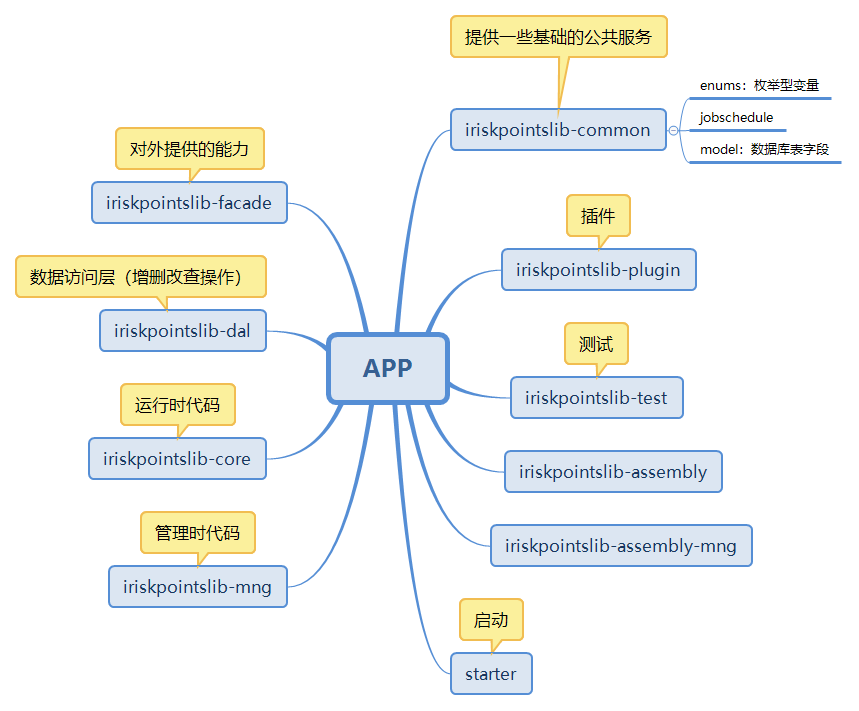 提供一些基础的公共服务
iriskpointslib-common
enums：枚举型变量
jobschedule
model：数据库表字段
对外提供的能力
iriskpointslib-facade
插件
iriskpointslib-plugin
数据访问层（增删改查操作）
iriskpointslib-dal
测试
iriskpointslib-test
APP
运行时代码
iriskpointslib-core
iriskpointslib-assembly
管理时代码
iriskpointslib-mng
iriskpointslib-assembly-mng
启动
starter